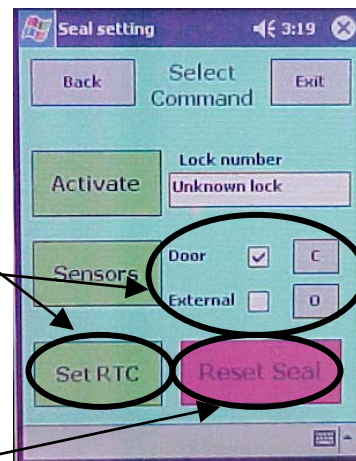 Seal setting 3:19
Back Select Command Exit
Lock number
Activate Unknown lock
Sensors Door C
External O
Set RTC Reset Seal